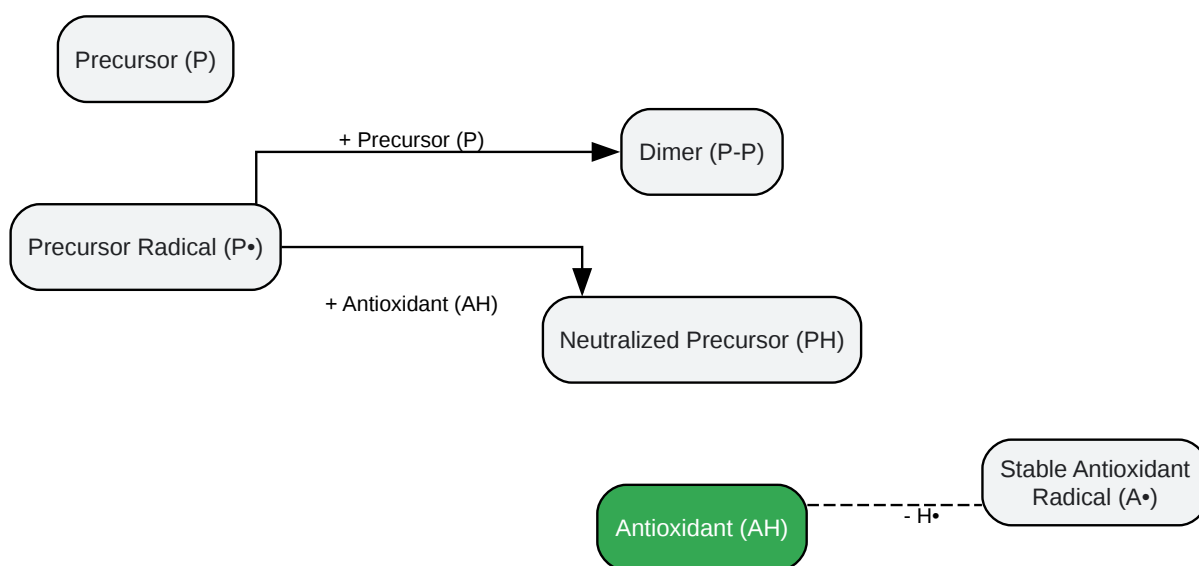 Precursor (P)
+ Precursor (P)
Dimer (P-P)
Precursor Radical (P•)
+ Antioxidant (AH)
Neutralized Precursor (PH)
Stable Antioxidant
Radical (A•)
Antioxidant (AH)
- H•